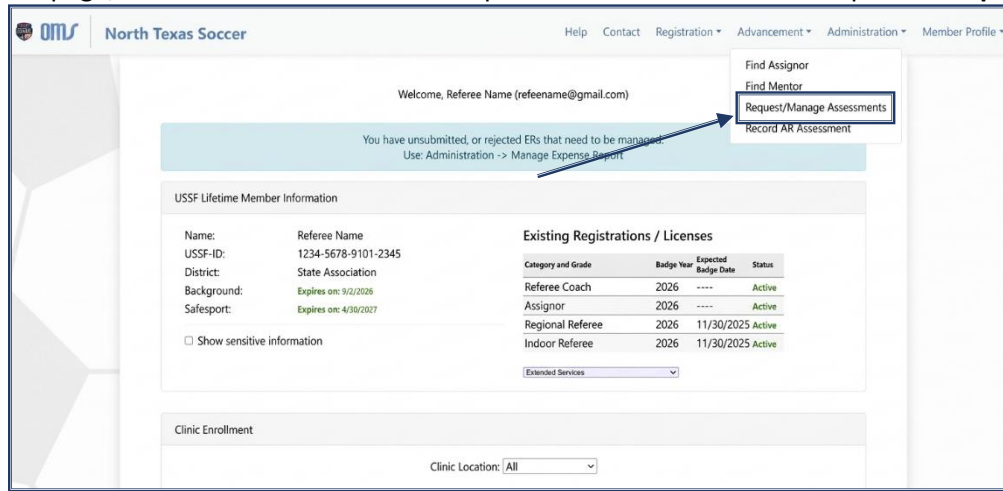 OMS North Texas Soccer Help Contact Registration Advancement Administration Member Profile
Find Assignor
Find Mentor
Request/Manage Assessments
Record AR Assessment
Welcome, Referee Name (refeename@gmail.com)
You have unsubmitted, or rejected ERs that need to be managed.
Use: Administration -> Manage Expense Report
USSF Lifetime Member Information
Name: Referee Name
USSF-ID: 1234-5678-9101-2345
District: State Association
Background: Expires on: 9/2/2026
Safesport: Expires on: 4/30/2027
Show sensitive information
Existing Registrations / Licenses
Category and Grade Badge Year Expected Badge Date Status
Referee Coach 2026 ---- Active
Assignor 2026 ---- Active
Regional Referee 2026 11/30/2025 Active
Indoor Referee 2026 11/30/2025 Active
Extended Services
Clinic Enrollment
Clinic Location: All